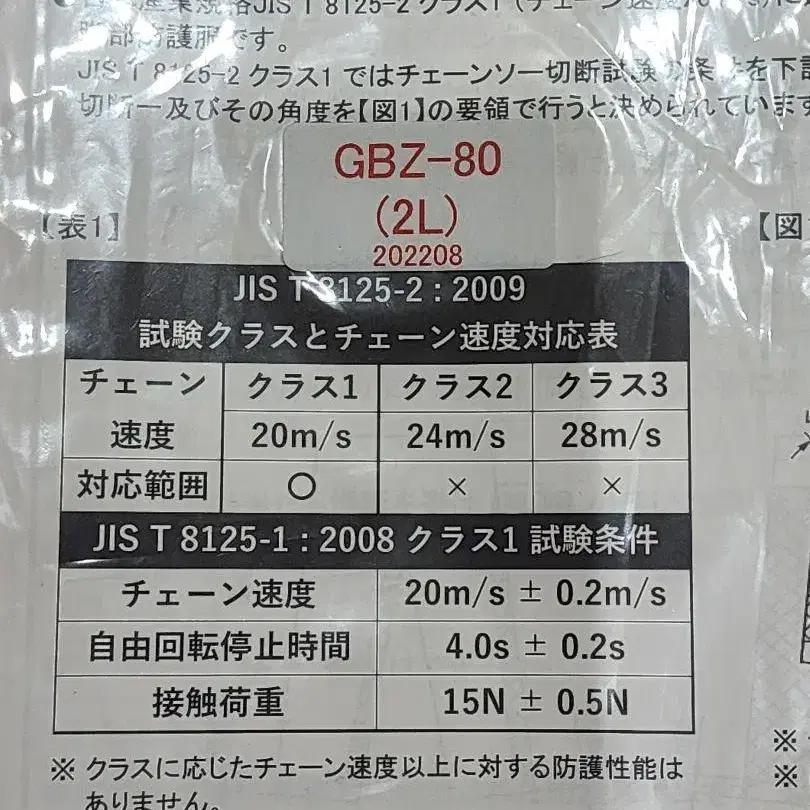 産業規格JIS T 8125-2 クラス1 (チェーン速度
護服です。
JIS T 8125-2 クラス1 ではチェーンソー切断試験の条件を下記
切断一及びその角度を【図1】の要領で行うと決められています
GBZ-80
(2L)
202208
【表1】
【図
JIS T 8125-2 : 2009
試験クラスとチェーン速度対応表
チェーン 速度 クラス1 クラス2 クラス3
20m/s 24m/s 28m/s
対応範囲 ○ × ×
JIS T 8125-1 : 2008 クラス1 試験条件
チェーン速度 20m/s ± 0.2m/s
自由回転停止時間 4.0s ± 0.2s
接触荷重 15N ± 0.5N
※ クラスに応じたチェーン速度以上に対する防護性能は
ありません。
※
※